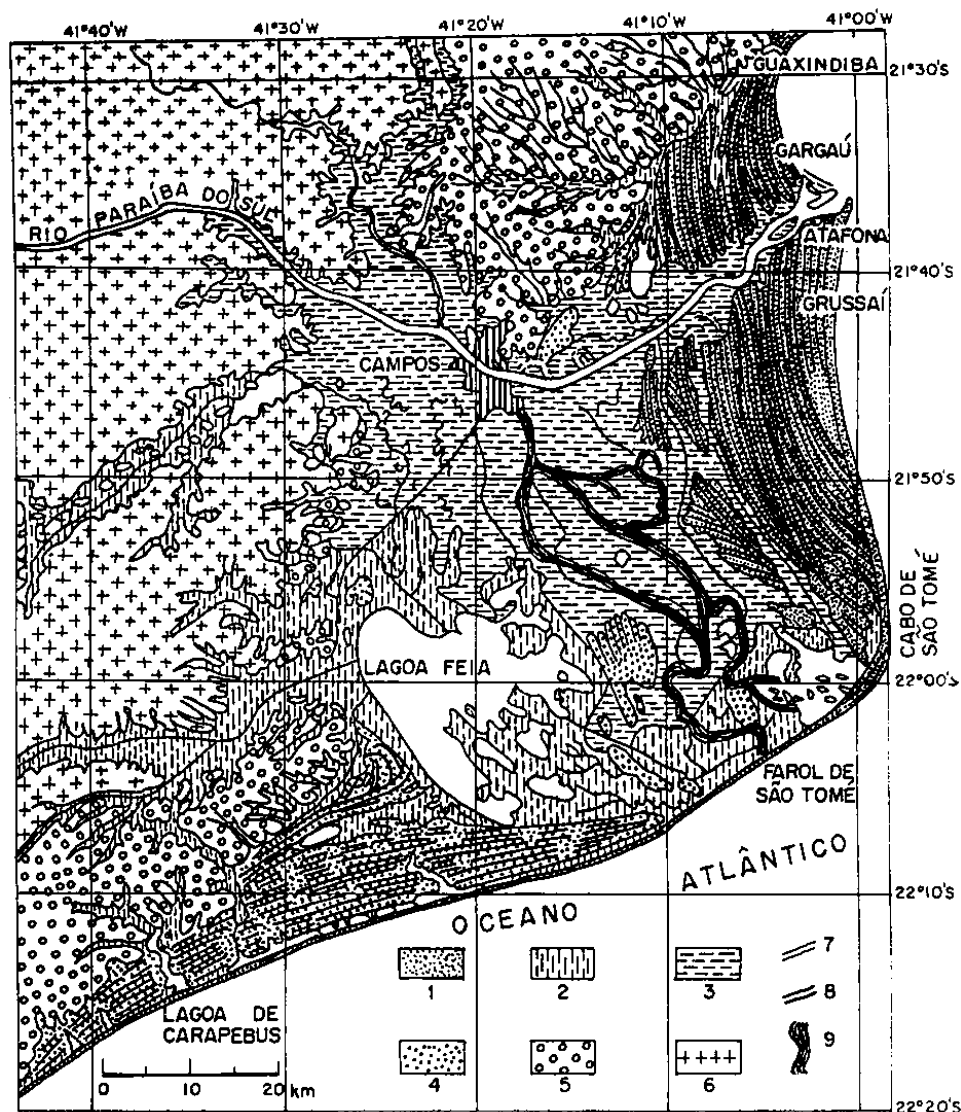 41°40'W 41°30'W 41°20'W 41°10'W 41°00'W
GUAXINDIBA
21°30'S
GARGAÚ
RIO PARAÍBA DO SUL
ATAFONA
21°40'S
GRUSSAÍ
CAMPOS
21°50'S
CABO DE
SÃO TOMÉ
LAGOA FEIA
22°00'S
FAROL DE
SÃO TOMÉ
OCEANO ATLÂNTICO
22°10'S
1 2 3 7
8
LAGOA DE
CARAPEBUS
9
4 5 6
0 10 20 km
22°20'S